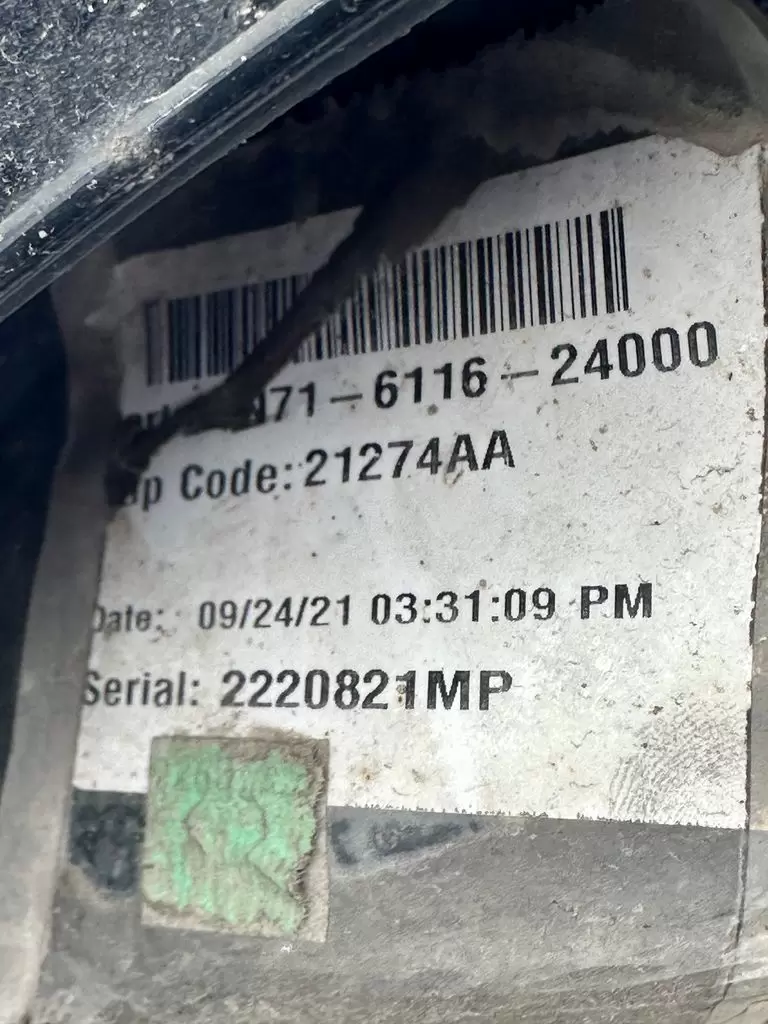 71-6116-24000
Code: 21274AA
Date: 09/24/21 03:31:09 PM
Serial: 2220821MP